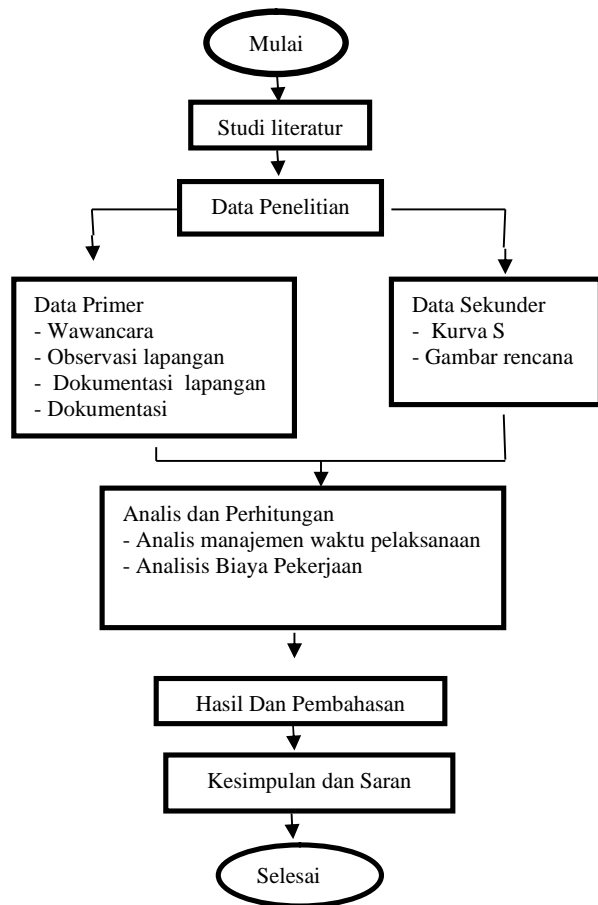 Mulai
Studi literatur
Data Penelitian
Data Primer
- Wawancara
- Observasi lapangan
- Dokumentasi lapangan
- Dokumentasi
Data Sekunder
- Kurva S
- Gambar rencana
Analis dan Perhitungan
- Analis manajemen waktu pelaksanaan
- Analisis Biaya Pekerjaan
Hasil Dan Pembahasan
Kesimpulan dan Saran
Selesai